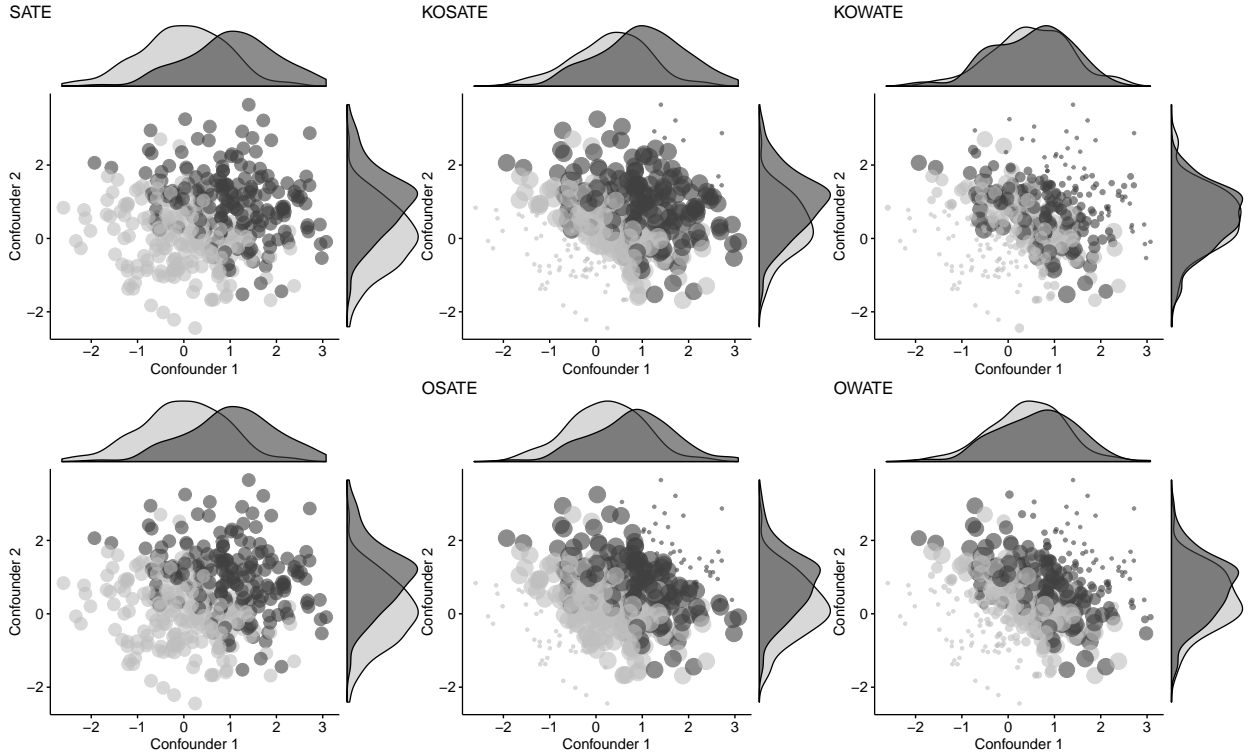 SATE
KOSATE
KOWATE
Confounder 2
2
0
−2
−2 −1 0 1 2 3
Confounder 1
Confounder 2
2
0
−2
−2 −1 0 1 2 3
Confounder 1
Confounder 2
2
0
−2
−2 −1 0 1 2 3
Confounder 1
OSATE
OWATE
Confounder 2
2
0
−2
−2 −1 0 1 2 3
Confounder 1
Confounder 2
2
0
−2
−2 −1 0 1 2 3
Confounder 1
Confounder 2
2
0
−2
−2 −1 0 1 2 3
Confounder 1